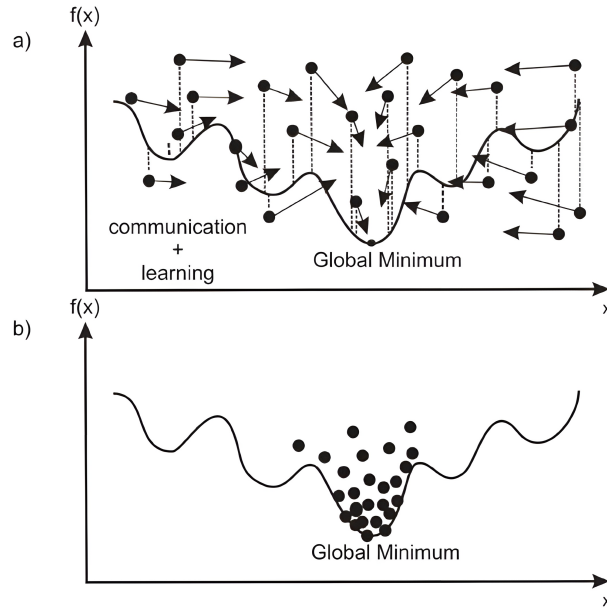 f(x)
a)
communication
+
learning
Global Minimum
x
f(x)
b)
Global Minimum
x